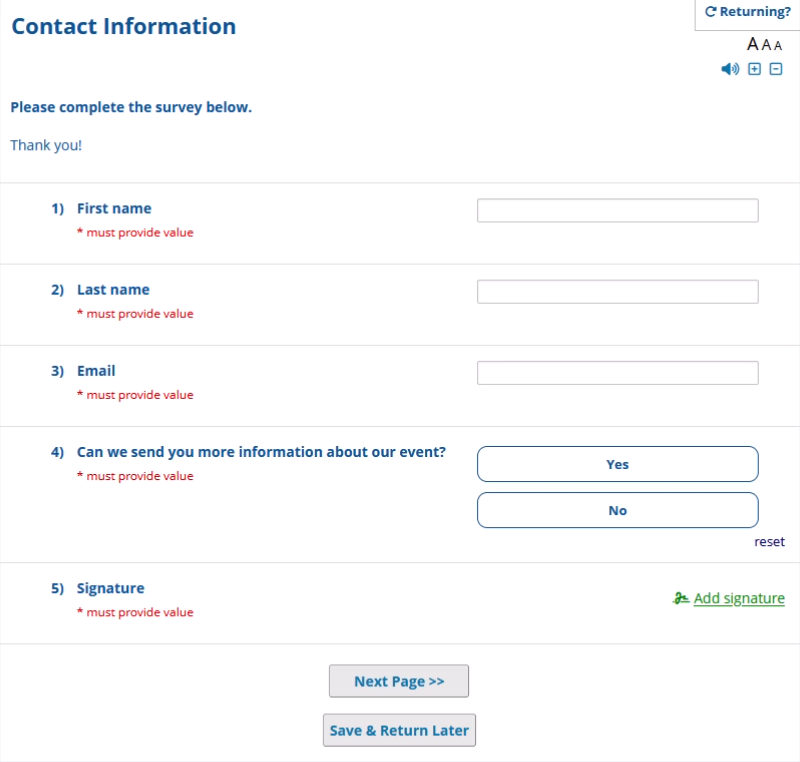 Contact Information
Returning?
A A A
Please complete the survey below.
Thank you!
1) First name
* must provide value
2) Last name
* must provide value
3) Email
* must provide value
4) Can we send you more information about our event?
* must provide value
Yes
No
reset
5) Signature
* must provide value
Add signature
Next Page >>
Save & Return Later